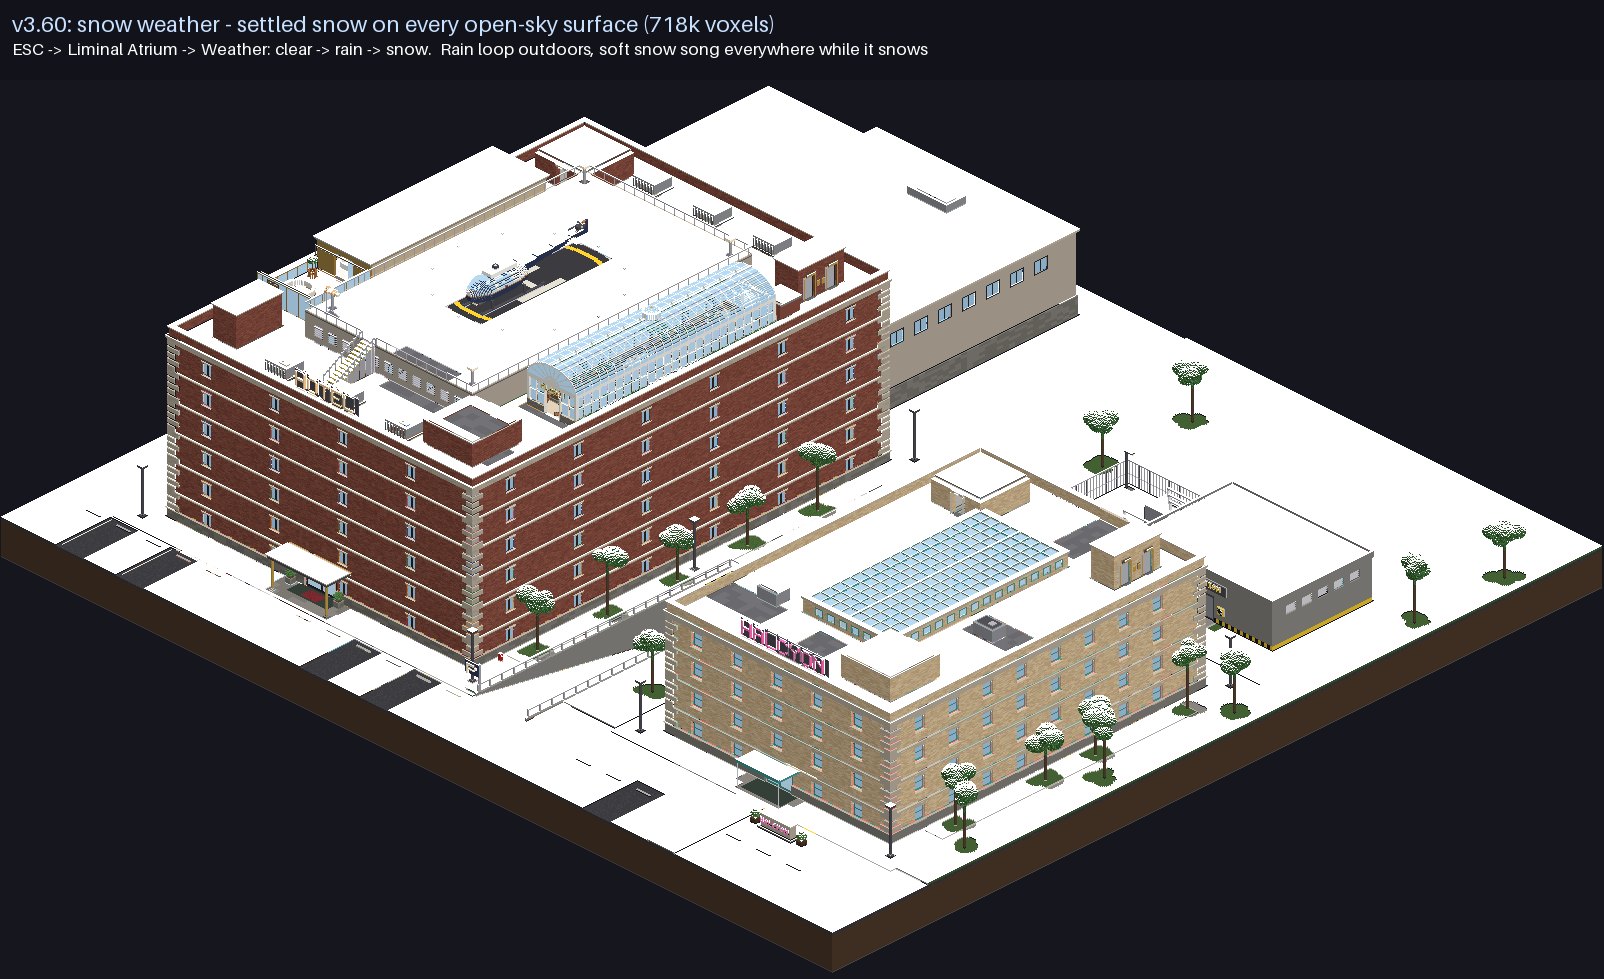 v3.60: snow weather - settled snow on every open-sky surface (718k voxels)
ESC -> Liminal Atrium -> Weather: clear -> rain -> snow.  Rain loop outdoors, soft snow song everywhere while it snows
HOTEL
HALCYON